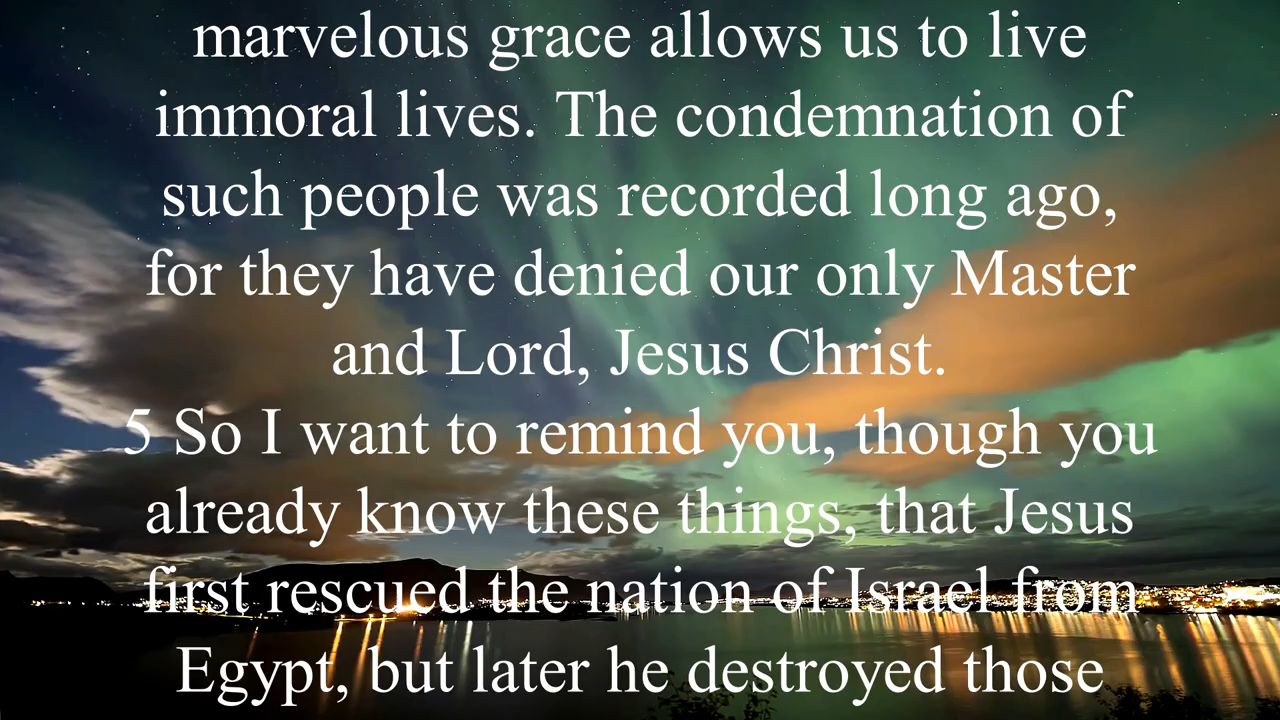 marvelous grace allows us to live
immoral lives. The condemnation of
such people was recorded long ago,
for they have denied our only Master
and Lord, Jesus Christ.
5 So I want to remind you, though you
already know these things, that Jesus
first rescued the nation of Israel from
Egypt, but later he destroyed those